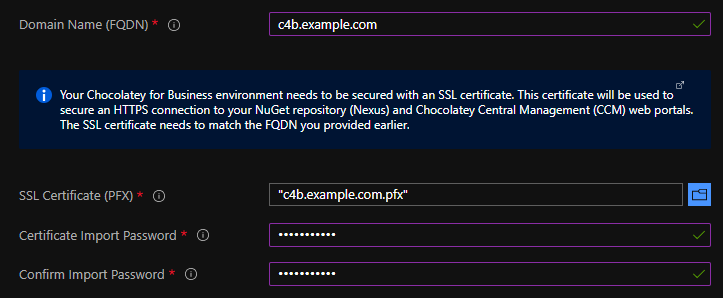 Domain Name (FQDN) * c4b.example.com
Your Chocolatey for Business environment needs to be secured with an SSL certificate. This certificate will be used to
secure an HTTPS connection to your NuGet repository (Nexus) and Chocolatey Central Management (CCM) web portals.
The SSL certificate needs to match the FQDN you provided earlier.
SSL Certificate (PFX) * "c4b.example.com.pfx"
Certificate Import Password * •••••••••••
Confirm Import Password * •••••••••••